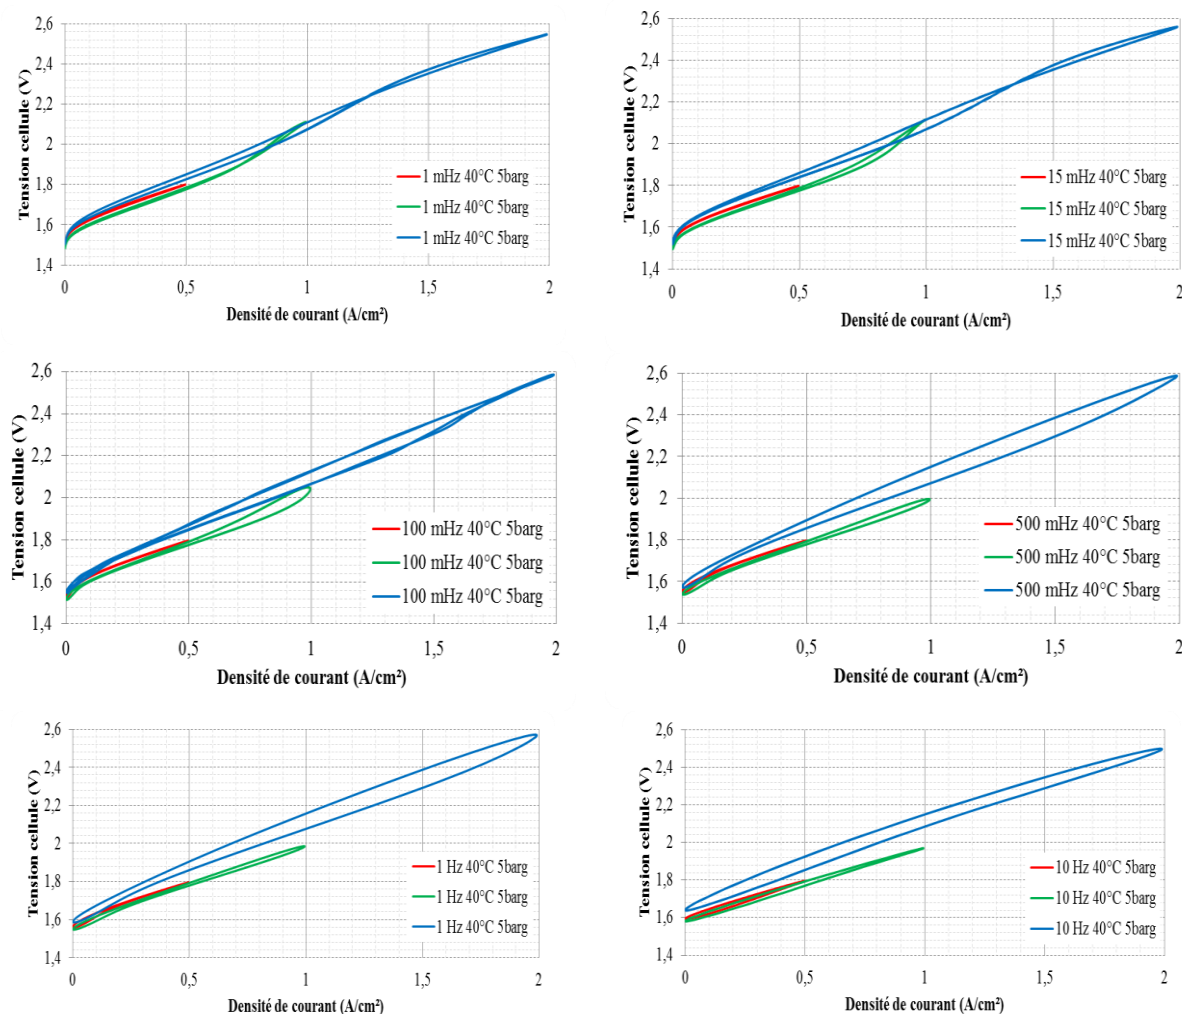 2,6
2,4
2,2
2
1,8
1,6
1,4
Tension cellule (V)
1 mHz 40°C 5barg
1 mHz 40°C 5barg
1 mHz 40°C 5barg
0 0,5 1 1,5 2
Densité de courant (A/cm²)
2,6
2,4
2,2
2
1,8
1,6
1,4
Tension cellule (V)
15 mHz 40°C 5barg
15 mHz 40°C 5barg
15 mHz 40°C 5barg
0 0,5 1 1,5 2
Densité de courant (A/cm²)
2,6
2,4
2,2
2
1,8
1,6
1,4
Tension cellule (V)
100 mHz 40°C 5barg
100 mHz 40°C 5barg
100 mHz 40°C 5barg
0 0,5 1 1,5 2
Densité de courant (A/cm²)
2,6
2,4
2,2
2
1,8
1,6
1,4
Tension cellule (V)
500 mHz 40°C 5barg
500 mHz 40°C 5barg
500 mHz 40°C 5barg
0 0,5 1 1,5 2
Densité de courant (A/cm²)
2,6
2,4
2,2
2
1,8
1,6
1,4
Tension cellule (V)
1 Hz 40°C 5barg
1 Hz 40°C 5barg
1 Hz 40°C 5barg
0 0,5 1 1,5 2
Densité de courant (A/cm²)
2,6
2,4
2,2
2
1,8
1,6
1,4
Tension cellule (V)
10 Hz 40°C 5barg
10 Hz 40°C 5barg
10 Hz 40°C 5barg
0 0,5 1 1,5 2
Densité de courant (A/cm²)